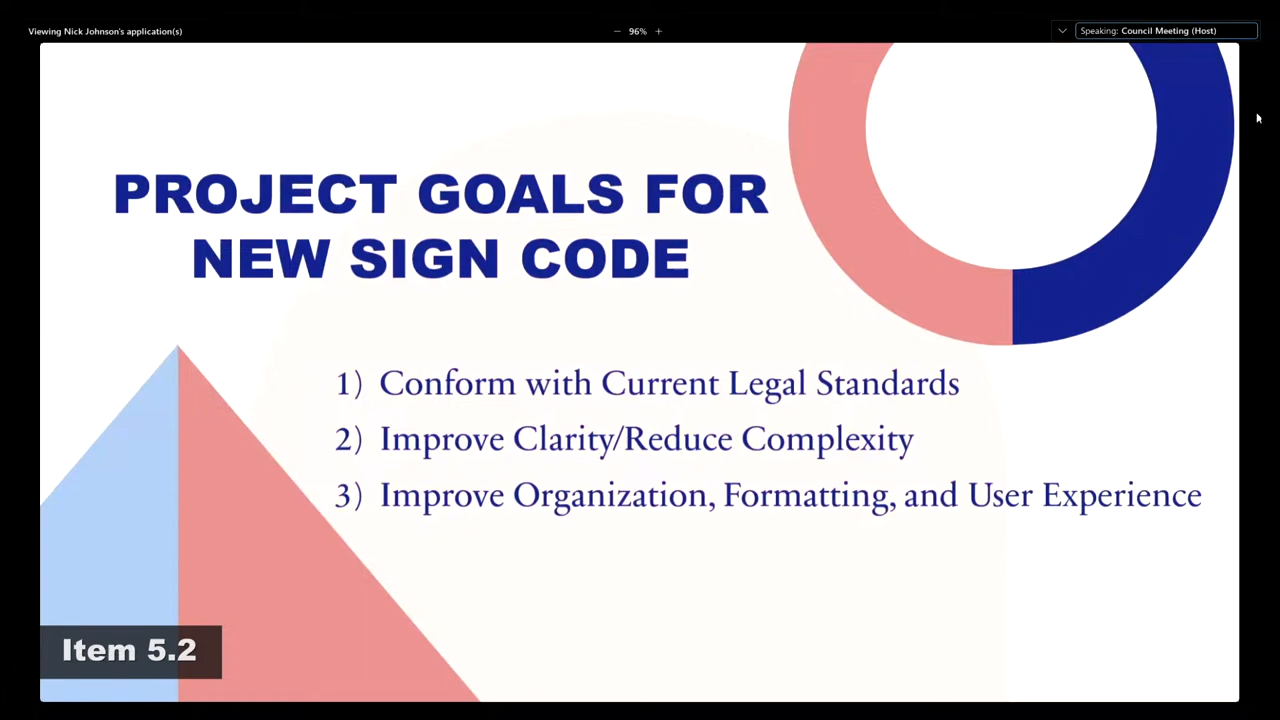 Viewing Nick Johnson's application(s)
— 96% +
Speaking: Council Meeting (Host)
PROJECT GOALS FOR
NEW SIGN CODE
1) Conform with Current Legal Standards
2) Improve Clarity/Reduce Complexity
3) Improve Organization, Formatting, and User Experience
Item 5.2